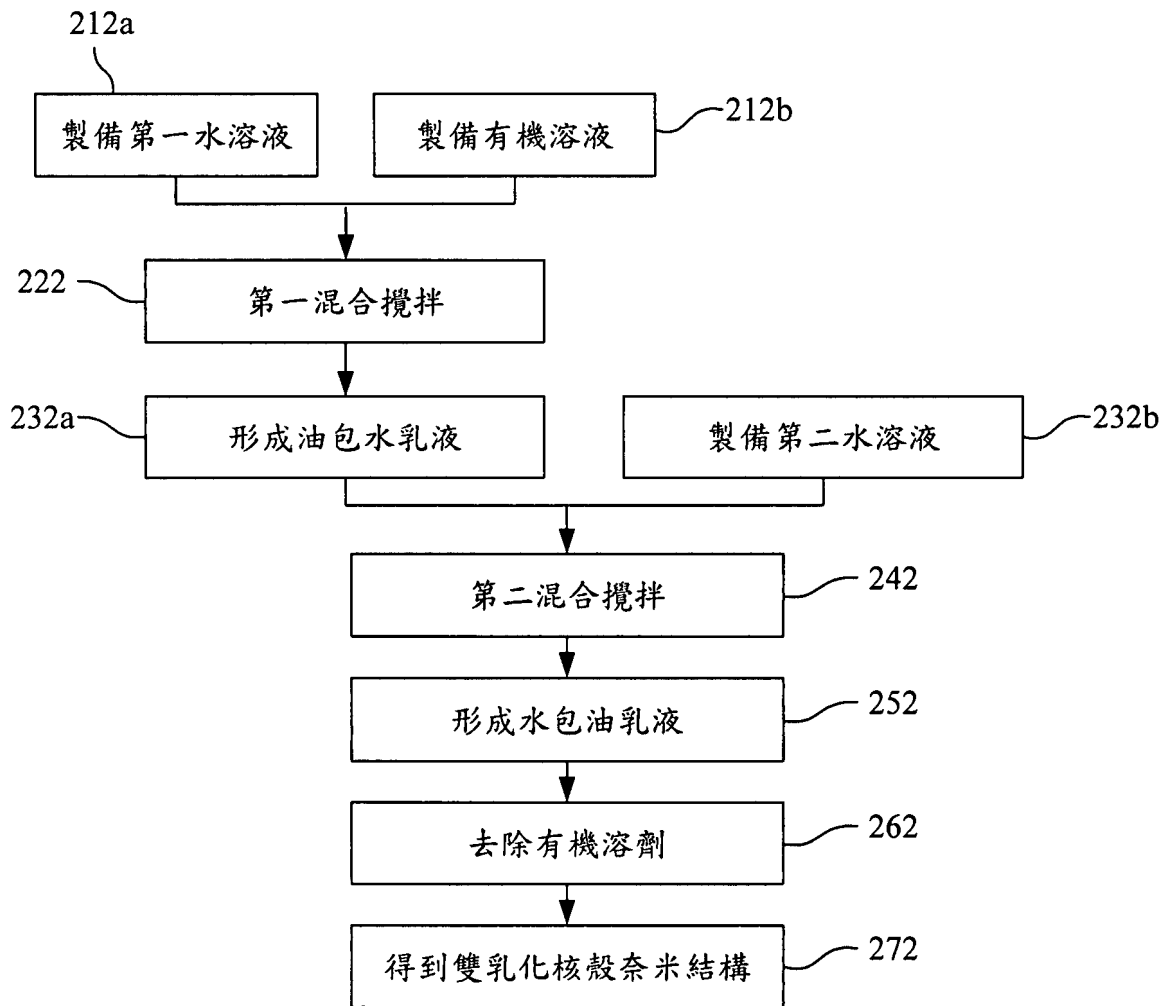 212a
製備第一水溶液
製備有機溶液
212b
222
第一混合攪拌
232a
形成油包水乳液
製備第二水溶液
232b
第二混合攪拌
242
形成水包油乳液
252
去除有機溶劑
262
得到雙乳化核殼奈米結構
272